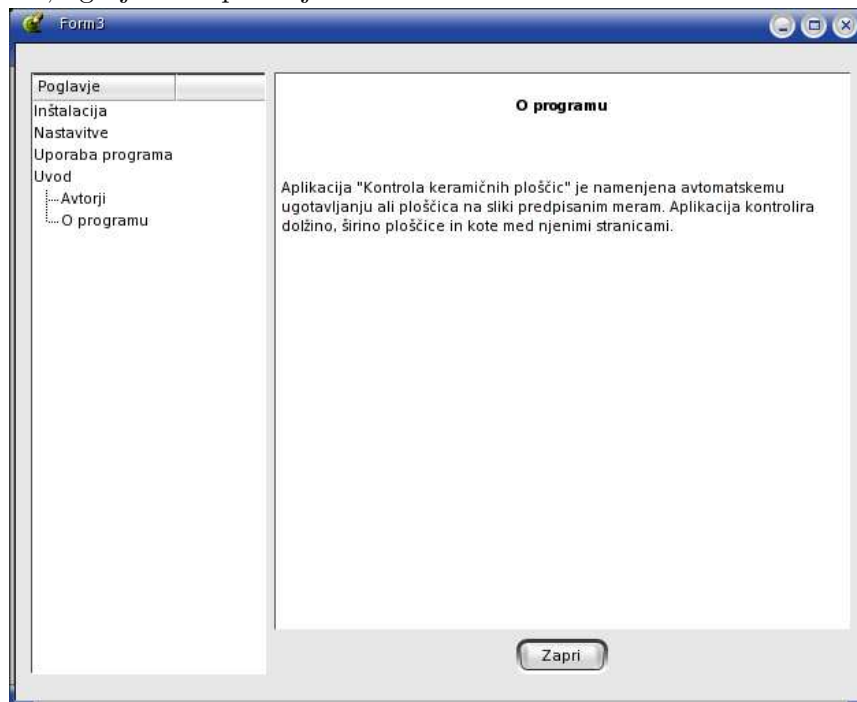 Form3
Poglavje
Inštalacija
Nastavitve
Uporaba programa
Uvod
Avtorji
O programu
O programu
Aplikacija "Kontrola keramičnih ploščic" je namenjena avtomatskemu
ugotavljanju ali ploščica na sliki predpisanim meram. Aplikacija kontrolira
dolžino, širino ploščice in kote med njenimi stranicami.
Zapri